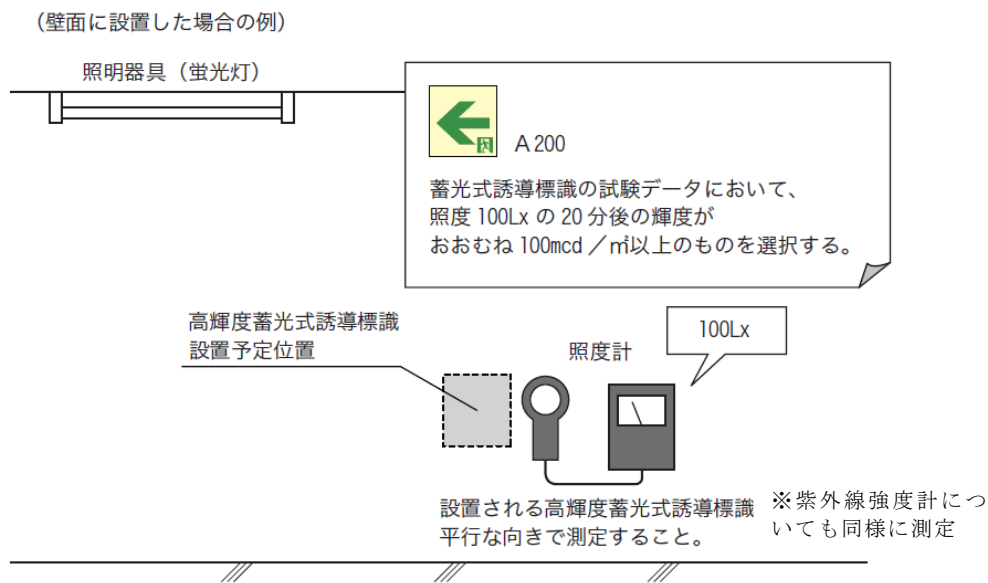 （壁面に設置した場合の例）
照明器具（蛍光灯）
A 200
蓄光式誘導標識の試験データにおいて、
照度 100Lx の 20 分後の輝度が
おおむね 100mcd ／㎡以上のものを選択する。
高輝度蓄光式誘導標識
設置予定位置
照度計
100Lx
設置される高輝度蓄光式誘導標識
平行な向きで測定すること。
※紫外線強度計につ
いても同様に測定